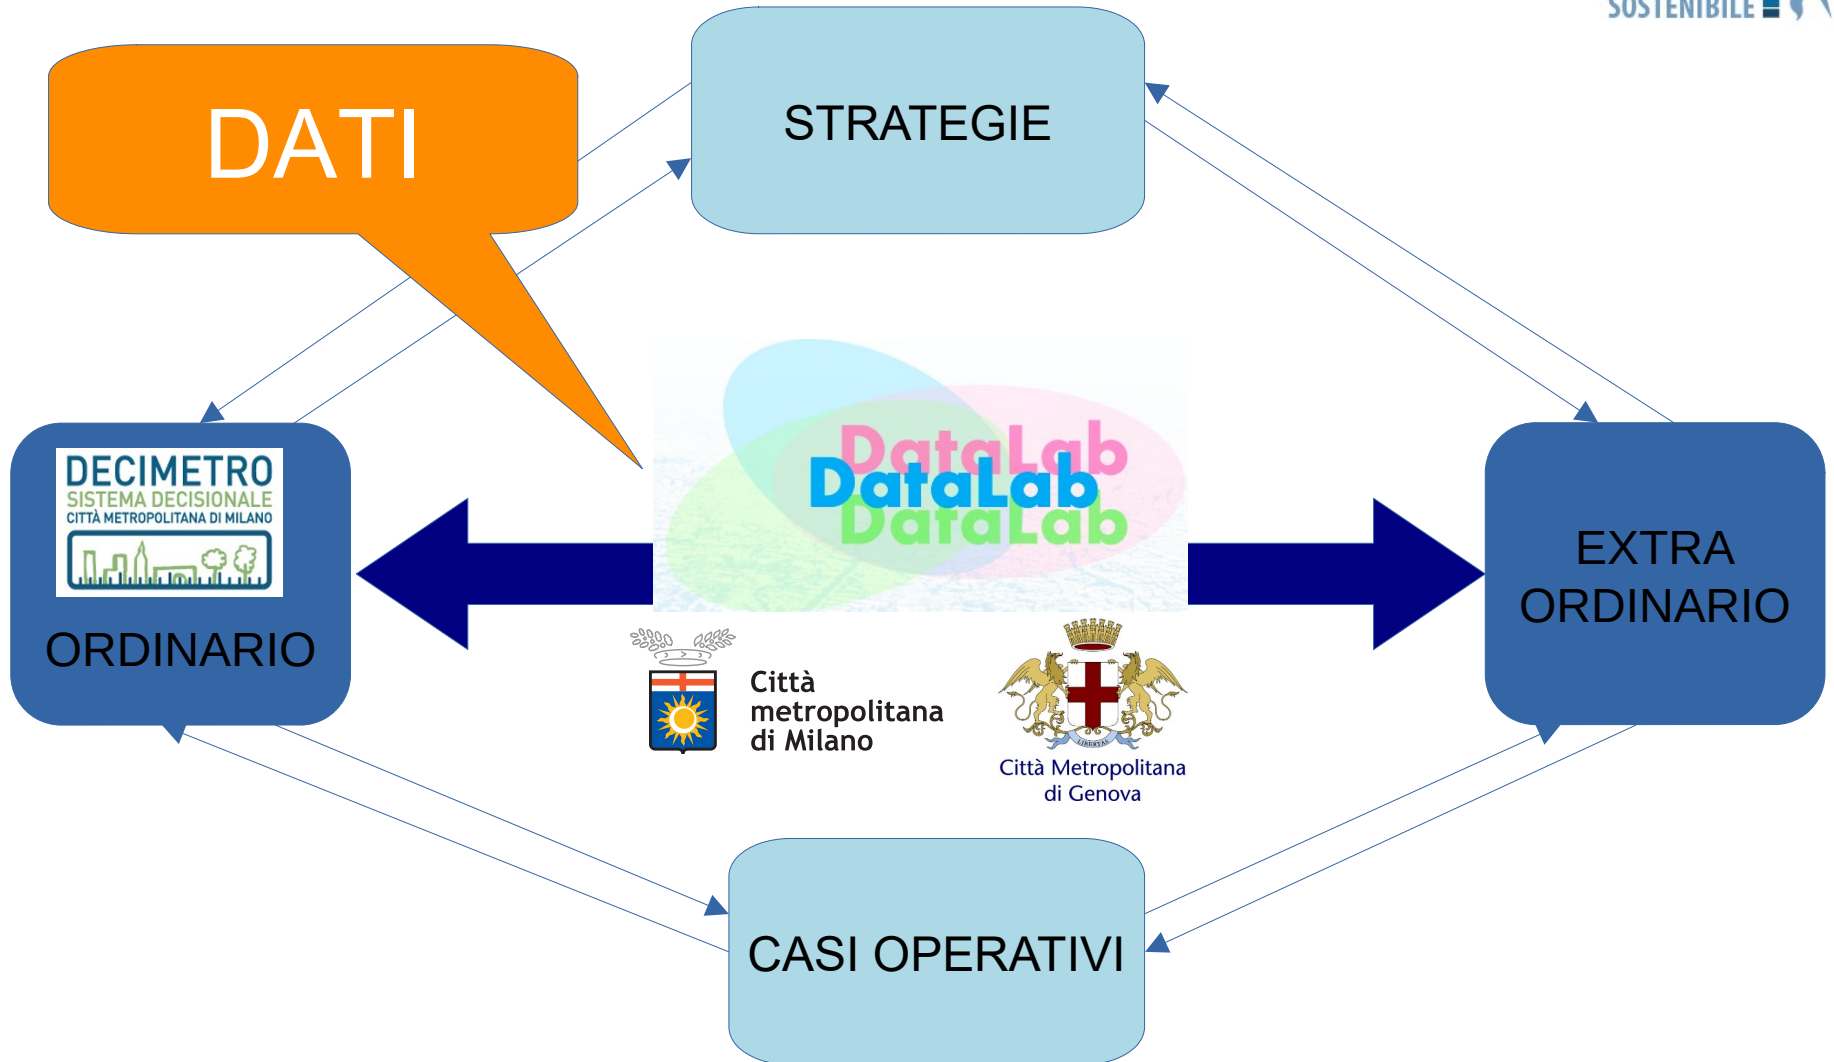 SOSTENIBILE
DATI
STRATEGIE
DataLab
DataLab
DataLab
DECIMETRO
SISTEMA DECISIONALE
CITTÀ METROPOLITANA DI MILANO
ORDINARIO
EXTRA
ORDINARIO
Città
metropolitana
di Milano
LIBERTAS
Città Metropolitana
di Genova
CASI OPERATIVI